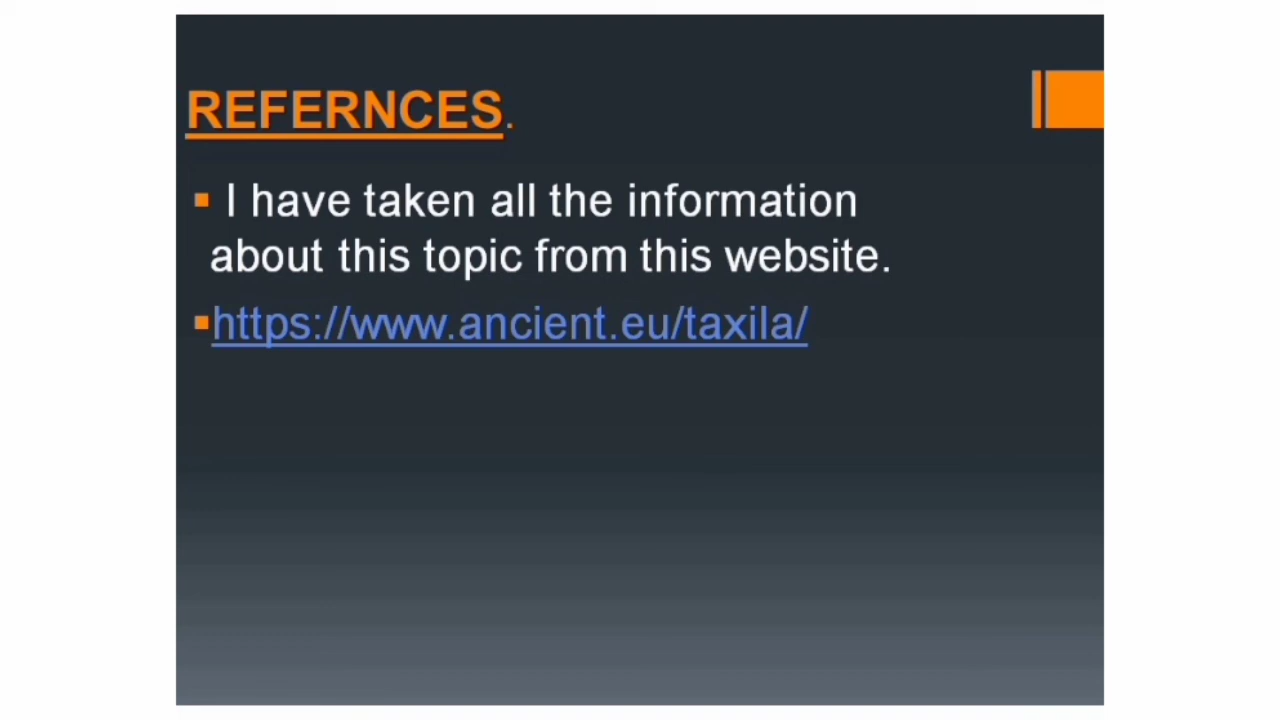 REFERNCES.
I have taken all the information
about this topic from this website.
https://www.ancient.eu/taxila/